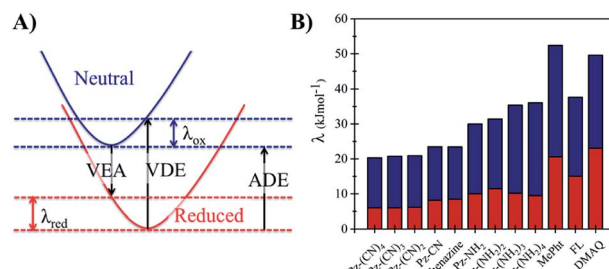 A)
Neutral
λox
VEA
VDE
ADE
λred
Reduced
B)
λ (kJmol⁻¹)
60
50
40
30
20
10
0
Pz-CN
Pz-NH₂
MePht
FL
DMAQ